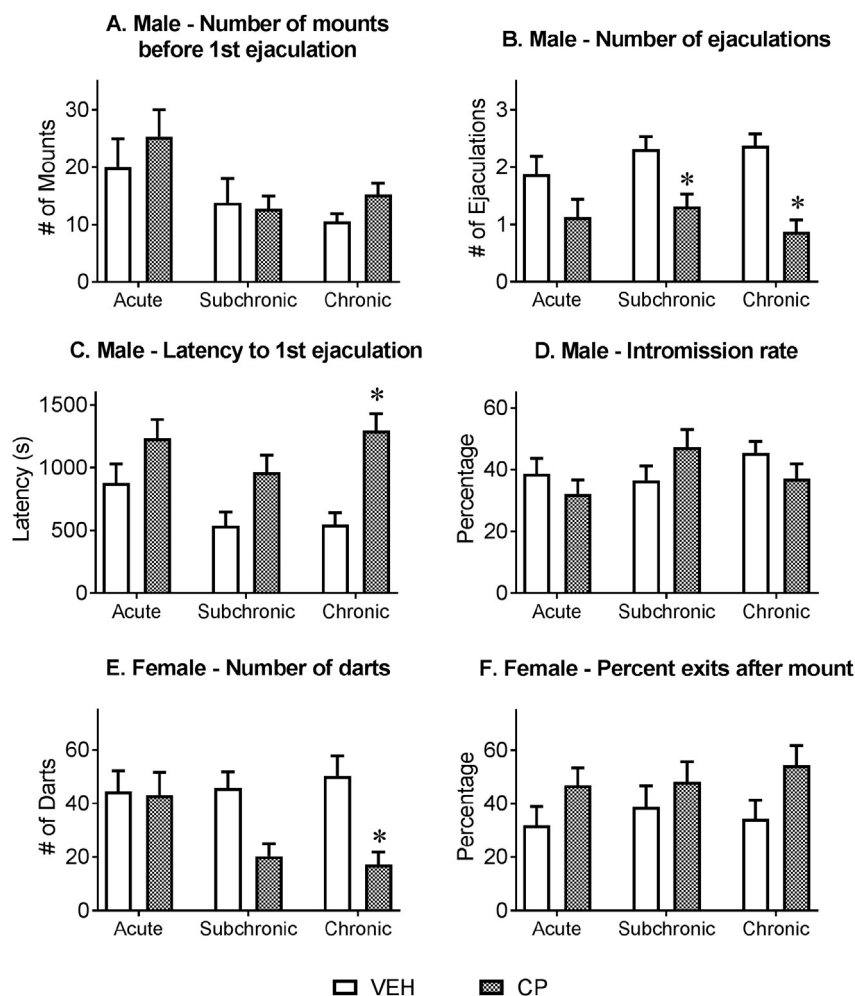 A. Male - Number of mounts
before 1st ejaculation
# of Mounts
30
20
10
0
Acute Subchronic Chronic
B. Male - Number of ejaculations
# of Ejaculations
3
2
1
0
*
*
Acute Subchronic Chronic
C. Male - Latency to 1st ejaculation
Latency (s)
1500
1000
500
0
*
Acute Subchronic Chronic
D. Male - Intromission rate
Percentage
60
40
20
0
Acute Subchronic Chronic
E. Female - Number of darts
# of Darts
60
40
20
0
*
Acute Subchronic Chronic
F. Female - Percent exits after mount
Percentage
60
40
20
0
Acute Subchronic Chronic
VEH CP